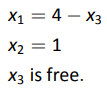 x₁ = 4 − x₃
x₂ = 1
x₃ is free.